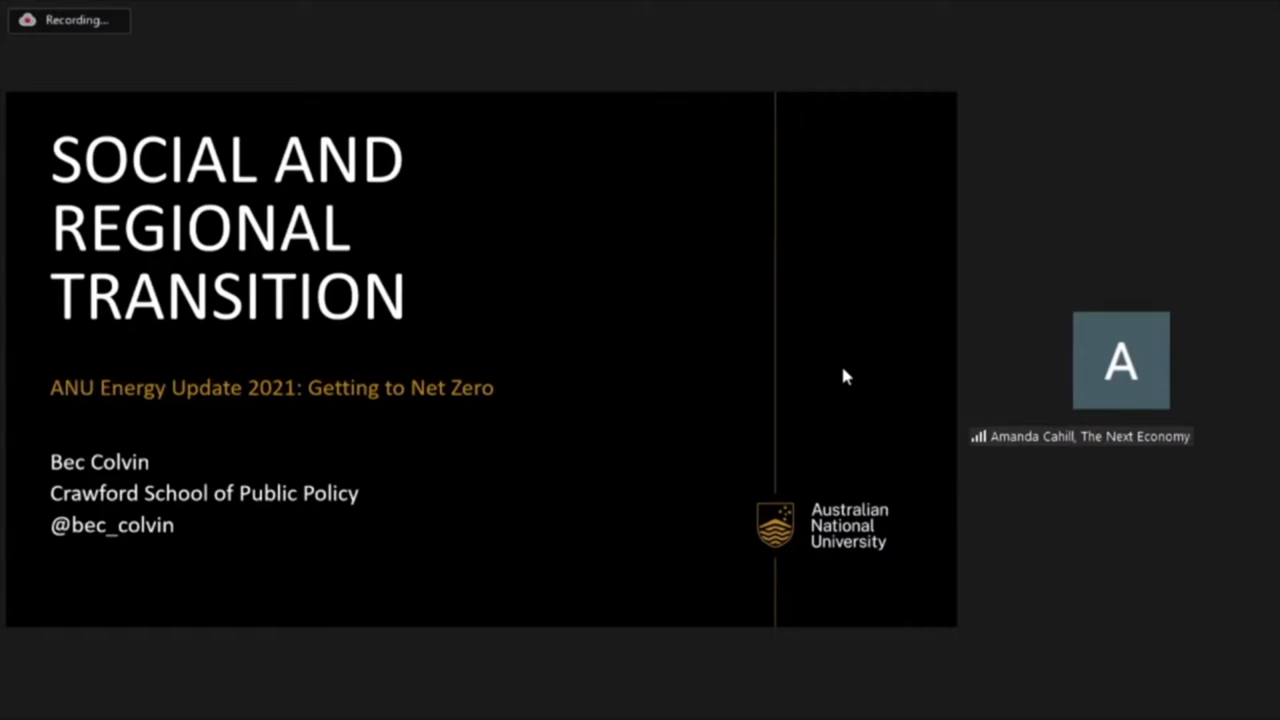 Recording...
SOCIAL AND
REGIONAL
TRANSITION
ANU Energy Update 2021: Getting to Net Zero
Bec Colvin
Crawford School of Public Policy
@bec_colvin
Australian
National
University
A
Amanda Cahill, The Next Economy